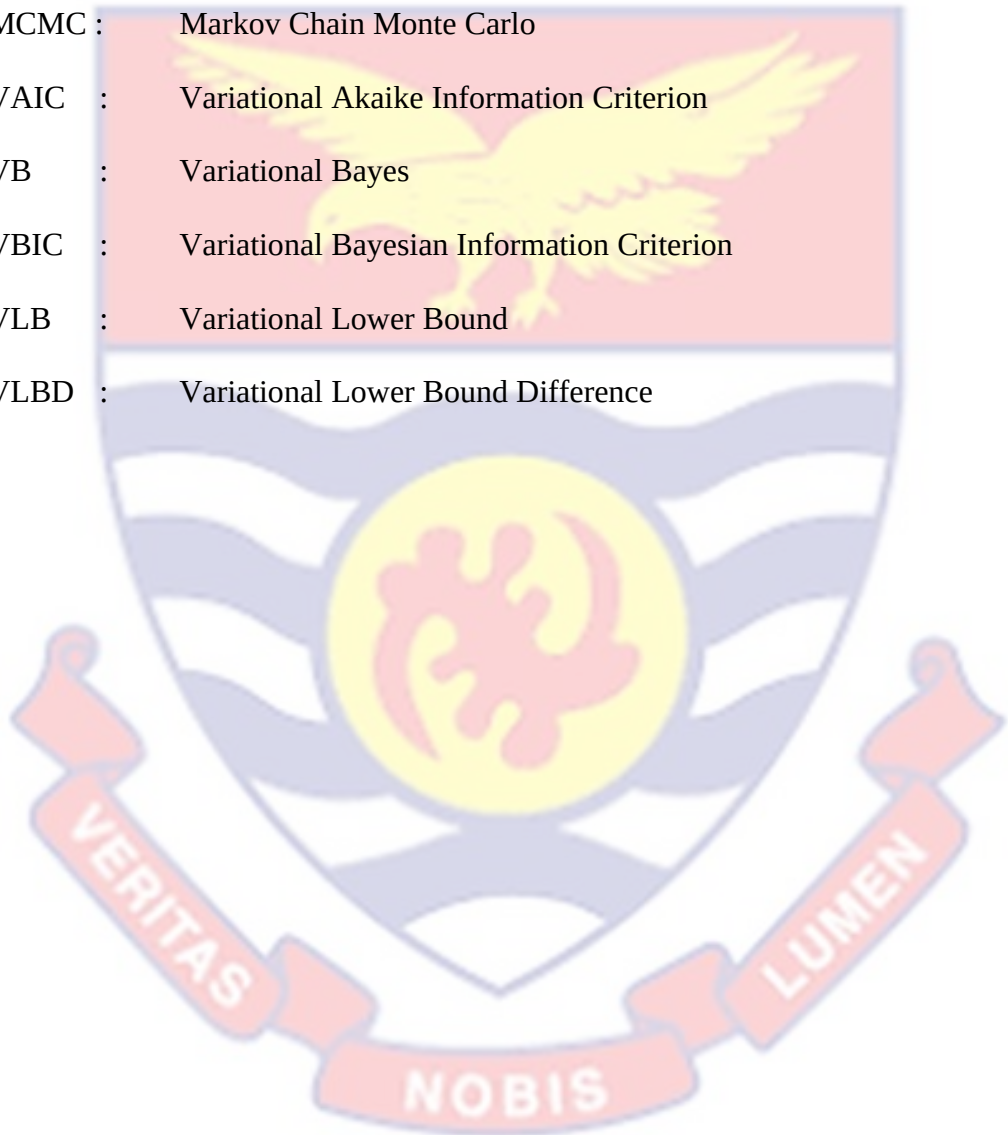 MCMC : Markov Chain Monte Carlo
VAIC : Variational Akaike Information Criterion
VB : Variational Bayes
VBIC : Variational Bayesian Information Criterion
VLB : Variational Lower Bound
VLBD : Variational Lower Bound Difference
VERITAS
NOBIS
LUMEN